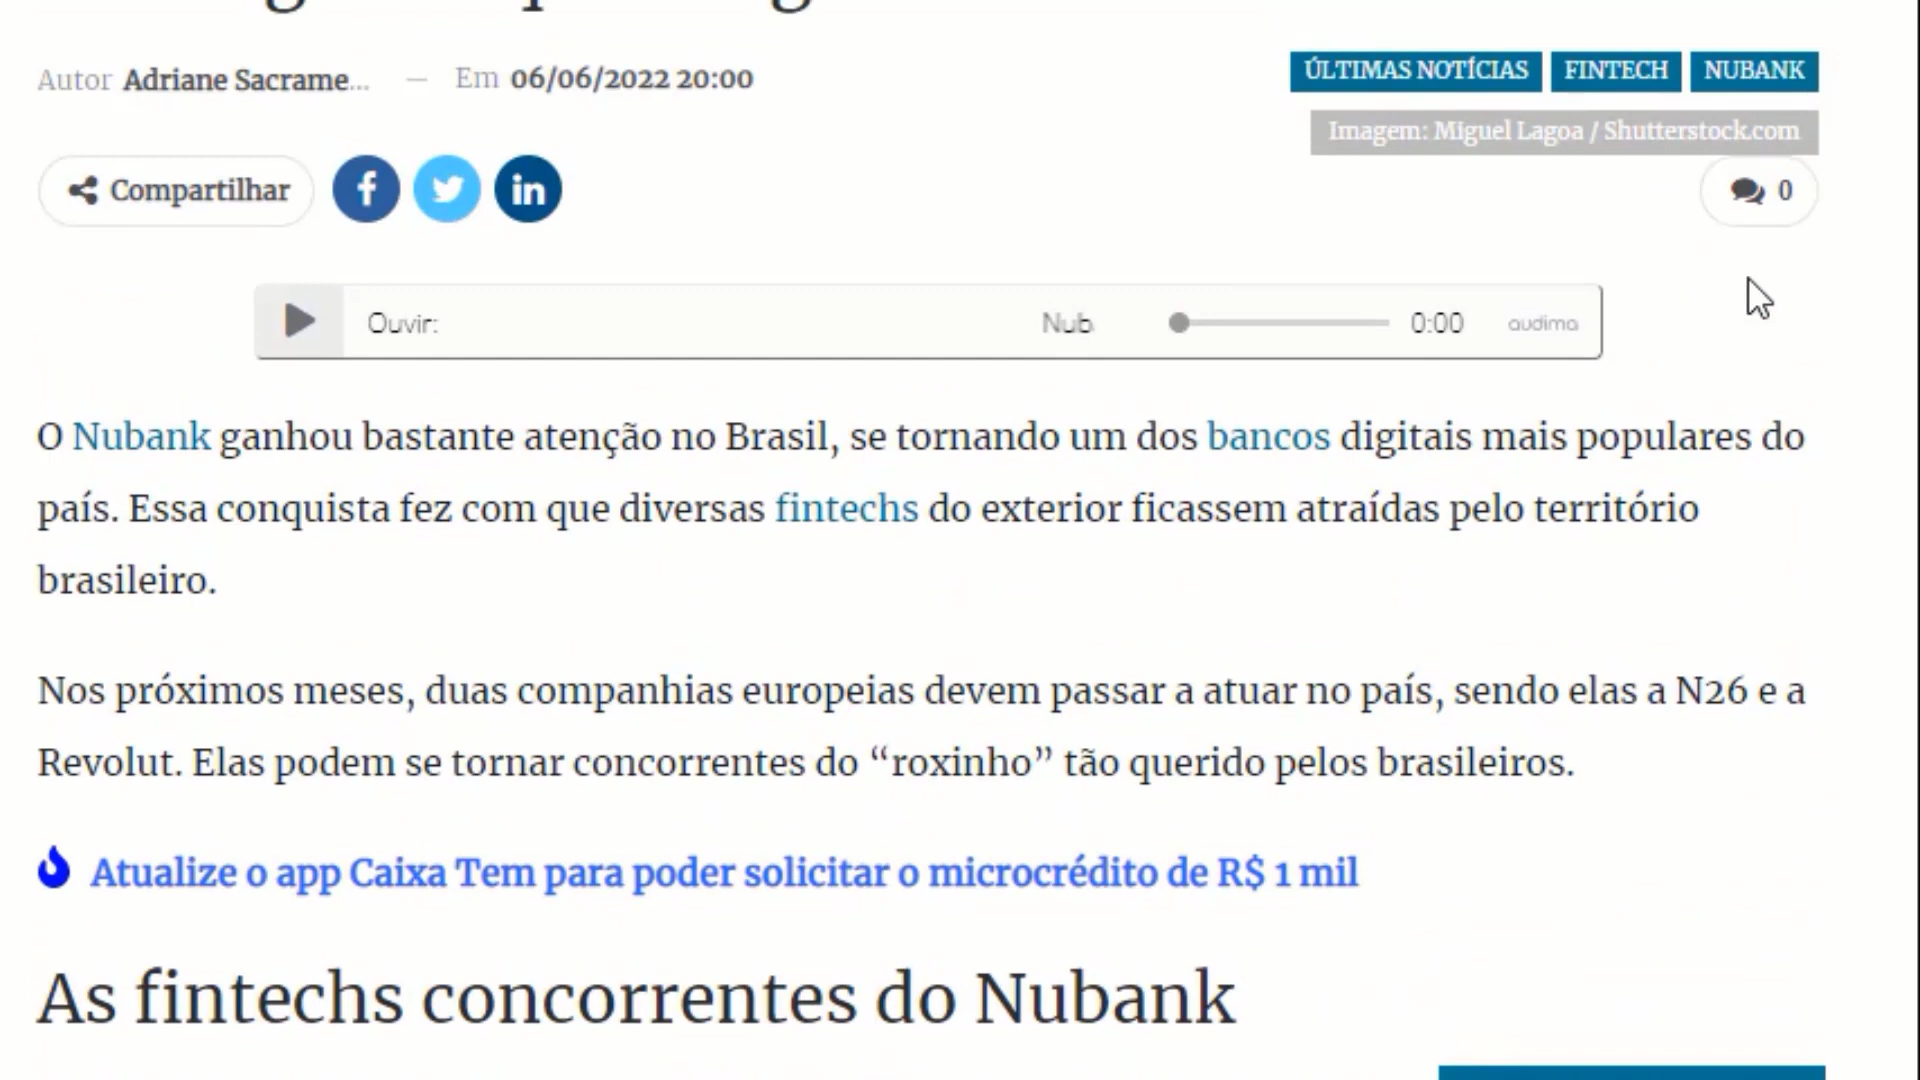 Autor Adriane Sacrame... — Em 06/06/2022 20:00
ÚLTIMAS NOTÍCIAS FINTECH NUBANK
Imagem: Miguel Lagoa / Shutterstock.com
Compartilhar
0
Ouvir: Nub 0:00 audima
O Nubank ganhou bastante atenção no Brasil, se tornando um dos bancos digitais mais populares do
país. Essa conquista fez com que diversas fintechs do exterior ficassem atraídas pelo território
brasileiro.
Nos próximos meses, duas companhias europeias devem passar a atuar no país, sendo elas a N26 e a
Revolut. Elas podem se tornar concorrentes do “roxinho” tão querido pelos brasileiros.
Atualize o app Caixa Tem para poder solicitar o microcrédito de R$ 1 mil
As fintechs concorrentes do Nubank